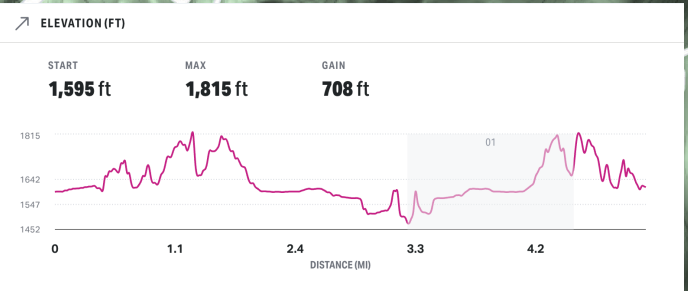 ELEVATION (FT)
START MAX GAIN
1,595 ft 1,815 ft 708 ft
1815
01
1642
1547
1452
0 1.1 2.4 3.3 4.2
DISTANCE (MI)